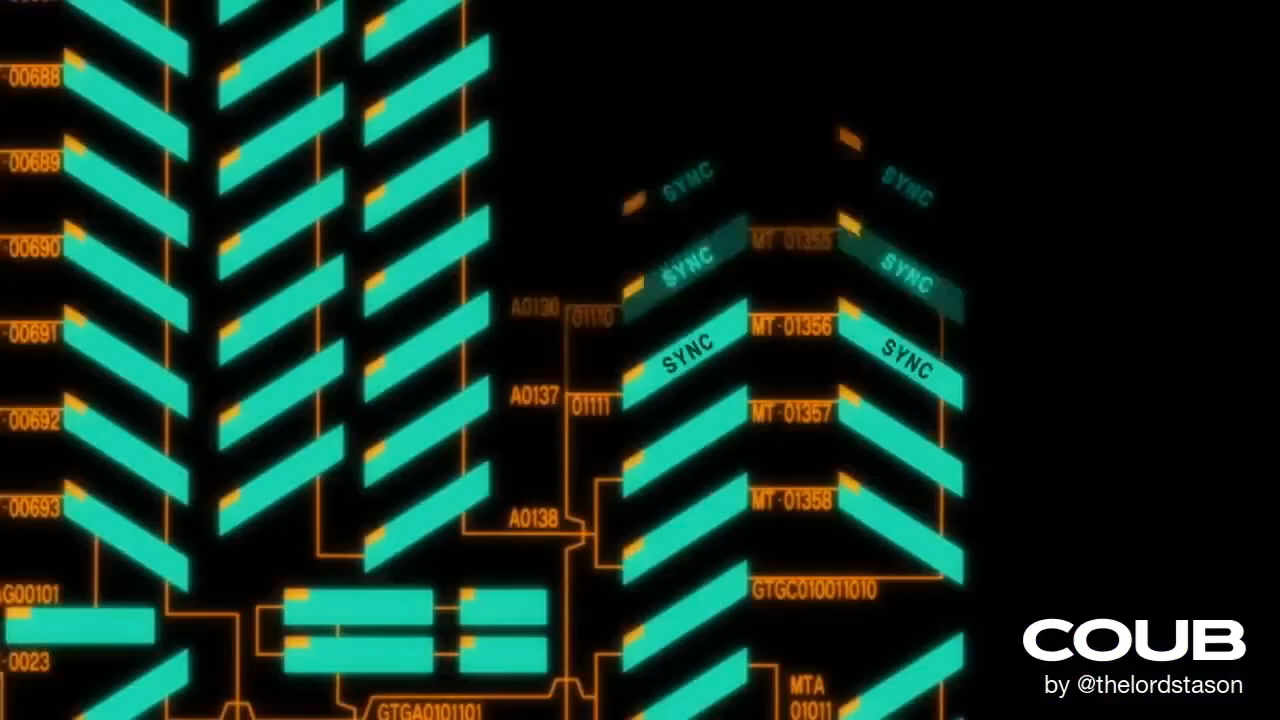 -00688
-00689
-00690
-00691
-00692
-00693
G00101
-0023
SYNC
SYNC
SYNC
SYNC
MT-01355
SYNC
SYNC
01110
MT-01356
A0137
01111
MT-01357
MT-01358
A0138
GTGC010011010
MTA
01011
GTGA0101101
COUB
by @thelordstason